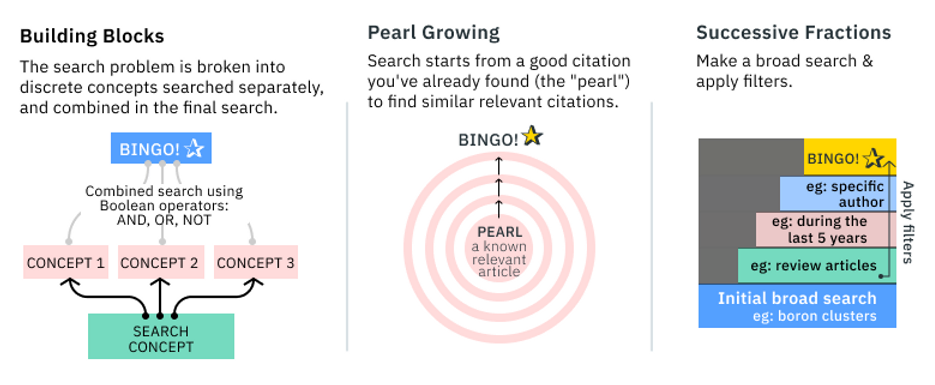 Building Blocks
The search problem is broken into
discrete concepts searched separately,
and combined in the final search.
BINGO!
Combined search using
Boolean operators:
AND, OR, NOT
CONCEPT 1
CONCEPT 2
CONCEPT 3
SEARCH
CONCEPT
Pearl Growing
Search starts from a good citation
you've already found (the "pearl")
to find similar relevant citations.
BINGO!
PEARL
a known
relevant
article
Successive Fractions
Make a broad search &
apply filters.
BINGO!
eg: specific
author
eg: during the
last 5 years
eg: review articles
Initial broad search
eg: boron clusters
Apply filters